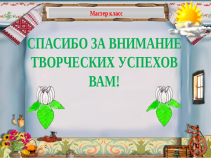 Мастер класс
СПАСИБО ЗА ВНИМАНИЕ
ТВОРЧЕСКИХ УСПЕХОВ
ВАМ!